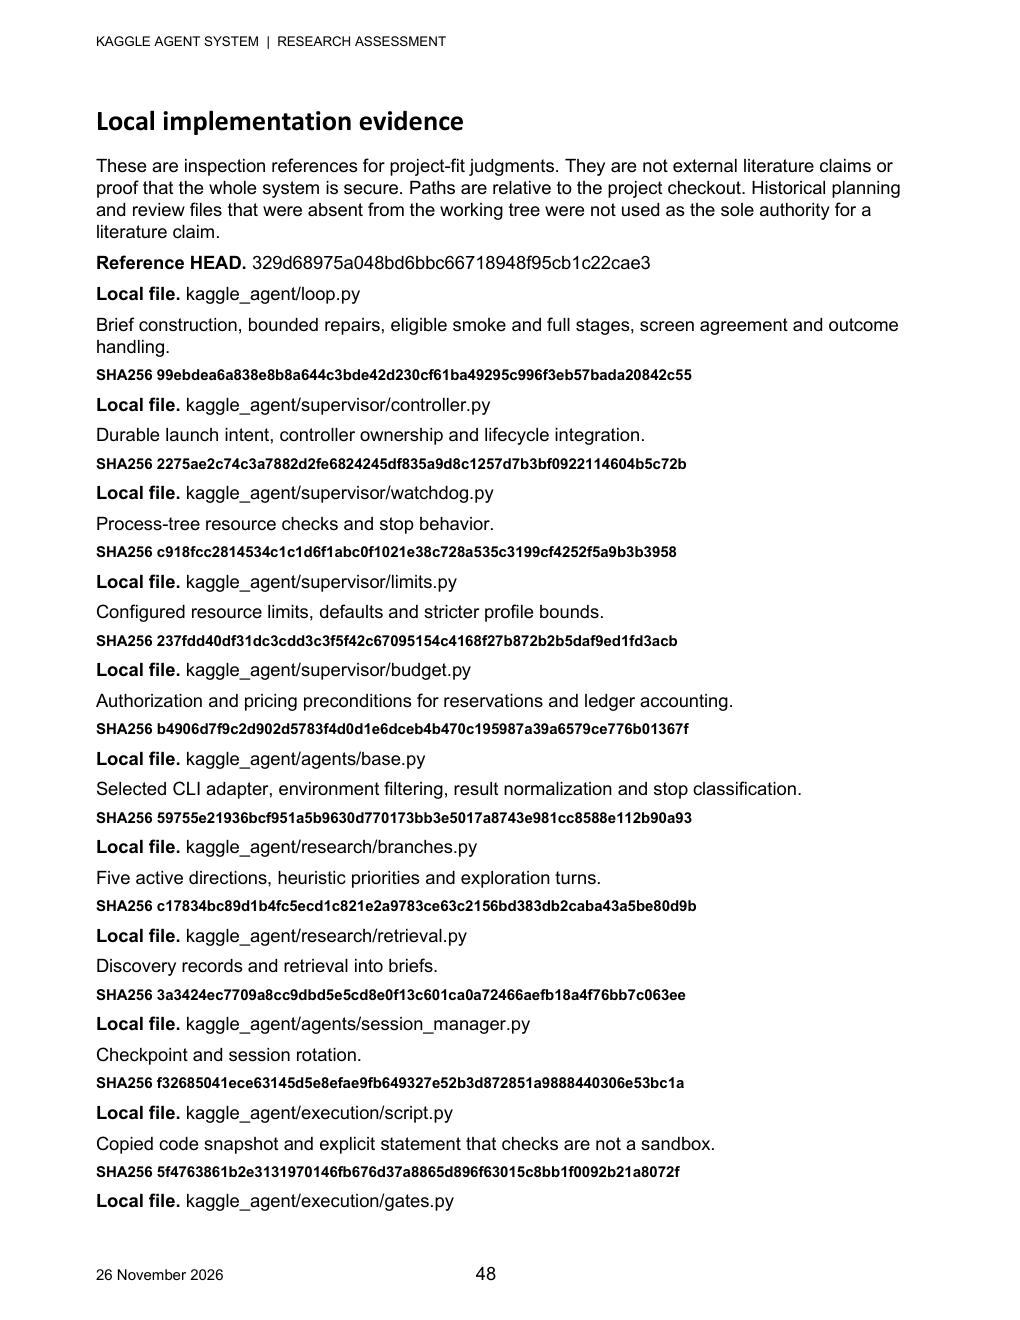 KAGGLE AGENT SYSTEM | RESEARCH ASSESSMENT
Local implementation evidence
These are inspection references for project-fit judgments. They are not external literature claims or
proof that the whole system is secure. Paths are relative to the project checkout. Historical planning
and review files that were absent from the working tree were not used as the sole authority for a
literature claim.
Reference HEAD. 329d68975a048bd6bbc66718948f95cb1c22cae3
Local file. kaggle_agent/loop.py
Brief construction, bounded repairs, eligible smoke and full stages, screen agreement and outcome
handling.
SHA256 99ebdea6a838e8b8a644c3bde42d230cf61ba49295c996f3eb57bada20842c55
Local file. kaggle_agent/supervisor/controller.py
Durable launch intent, controller ownership and lifecycle integration.
SHA256 2275ae2c74c3a7882d2fe6824245df835a9d8c1257d7b3bf0922114604b5c72b
Local file. kaggle_agent/supervisor/watchdog.py
Process-tree resource checks and stop behavior.
SHA256 c918fcc2814534c1c1d6f1abc0f1021e38c728a535c3199cf4252f5a9b3b3958
Local file. kaggle_agent/supervisor/limits.py
Configured resource limits, defaults and stricter profile bounds.
SHA256 237fdd40df31dc3cdd3c3f5f42c67095154c4168f27b872b2b5daf9ed1fd3acb
Local file. kaggle_agent/supervisor/budget.py
Authorization and pricing preconditions for reservations and ledger accounting.
SHA256 b4906d7f9c2d902d5783f4d0d1e6dceb4b470c195987a39a6579ce776b01367f
Local file. kaggle_agent/agents/base.py
Selected CLI adapter, environment filtering, result normalization and stop classification.
SHA256 59755e21936bcf951a5b9630d770173bb3e5017a8743e981cc8588e112b90a93
Local file. kaggle_agent/research/branches.py
Five active directions, heuristic priorities and exploration turns.
SHA256 c17834bc89d1b4fc5ecd1c821e2a9783ce63c2156bd383db2caba43a5be80d9b
Local file. kaggle_agent/research/retrieval.py
Discovery records and retrieval into briefs.
SHA256 3a3424ec7709a8cc9dbd5e5cd8e0f13c601ca0a72466aefb18a4f76bb7c063ee
Local file. kaggle_agent/agents/session_manager.py
Checkpoint and session rotation.
SHA256 f32685041ece63145d5e8efae9fb649327e52b3d872851a9888440306e53bc1a
Local file. kaggle_agent/execution/script.py
Copied code snapshot and explicit statement that checks are not a sandbox.
SHA256 5f4763861b2e3131970146fb676d37a8865d896f63015c8bb1f0092b21a8072f
Local file. kaggle_agent/execution/gates.py
26 November 2026
48